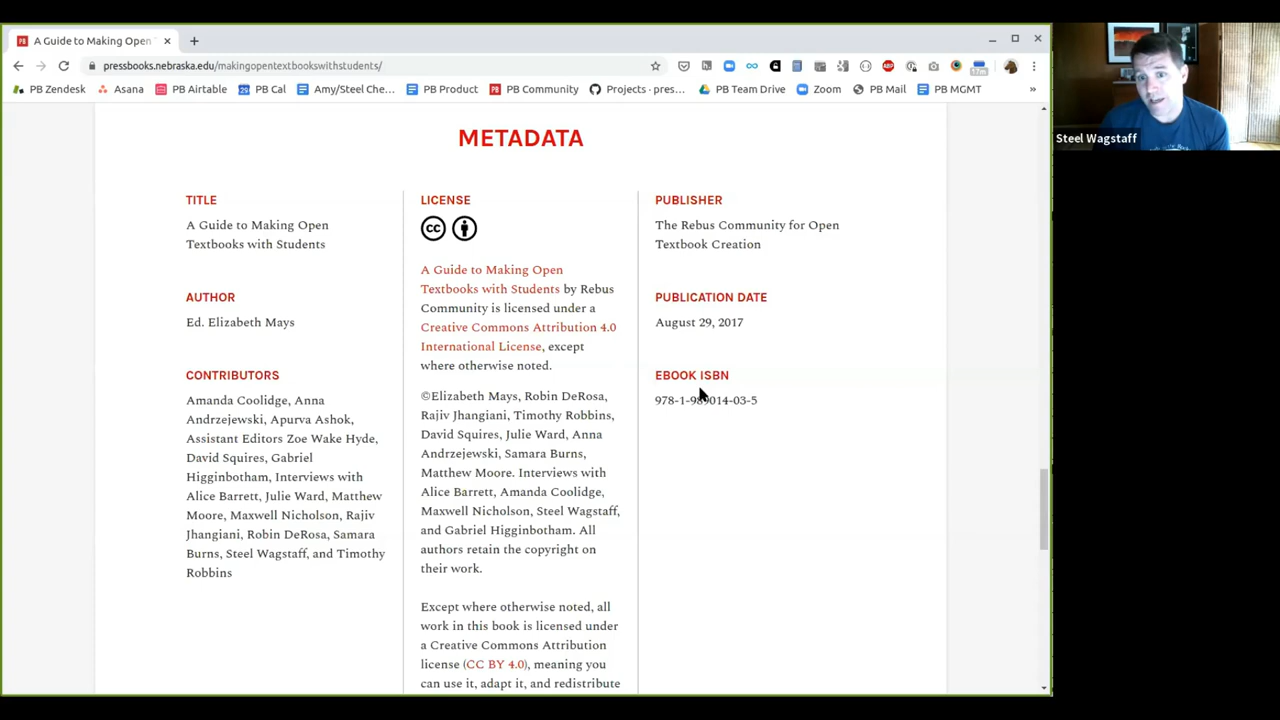 A Guide to Making Open
pressbooks.nebraska.edu/makingopentextbookswithstudents/
17m
PB Zendesk
Asana
PB Airtable
29
PB Cal
Amy/Steel Che...
PB Product
PB Community
Projects · pres...
PB Team Drive
Zoom
PB Mail
PB MGMT
»
Steel Wagstaff
METADATA
TITLE
A Guide to Making Open
Textbooks with Students
AUTHOR
Ed. Elizabeth Mays
CONTRIBUTORS
Amanda Coolidge, Anna
Andrzejewski, Apurva Ashok,
Assistant Editors Zoe Wake Hyde,
David Squires, Gabriel
Higginbotham, Interviews with
Alice Barrett, Julie Ward, Matthew
Moore, Maxwell Nicholson, Rajiv
Jhangiani, Robin DeRosa, Samara
Burns, Steel Wagstaff, and Timothy
Robbins
LICENSE
cc
A Guide to Making Open
Textbooks with Students by Rebus
Community is licensed under a
Creative Commons Attribution 4.0
International License, except
where otherwise noted.
©Elizabeth Mays, Robin DeRosa,
Rajiv Jhangiani, Timothy Robbins,
David Squires, Julie Ward, Anna
Andrzejewski, Samara Burns,
Matthew Moore. Interviews with
Alice Barrett, Amanda Coolidge,
Maxwell Nicholson, Steel Wagstaff,
and Gabriel Higginbotham. All
authors retain the copyright on
their work.
Except where otherwise noted, all
work in this book is licensed under
a Creative Commons Attribution
license (CC BY 4.0), meaning you
can use it, adapt it, and redistribute
PUBLISHER
The Rebus Community for Open
Textbook Creation
PUBLICATION DATE
August 29, 2017
EBOOK ISBN
978-1-989014-03-5